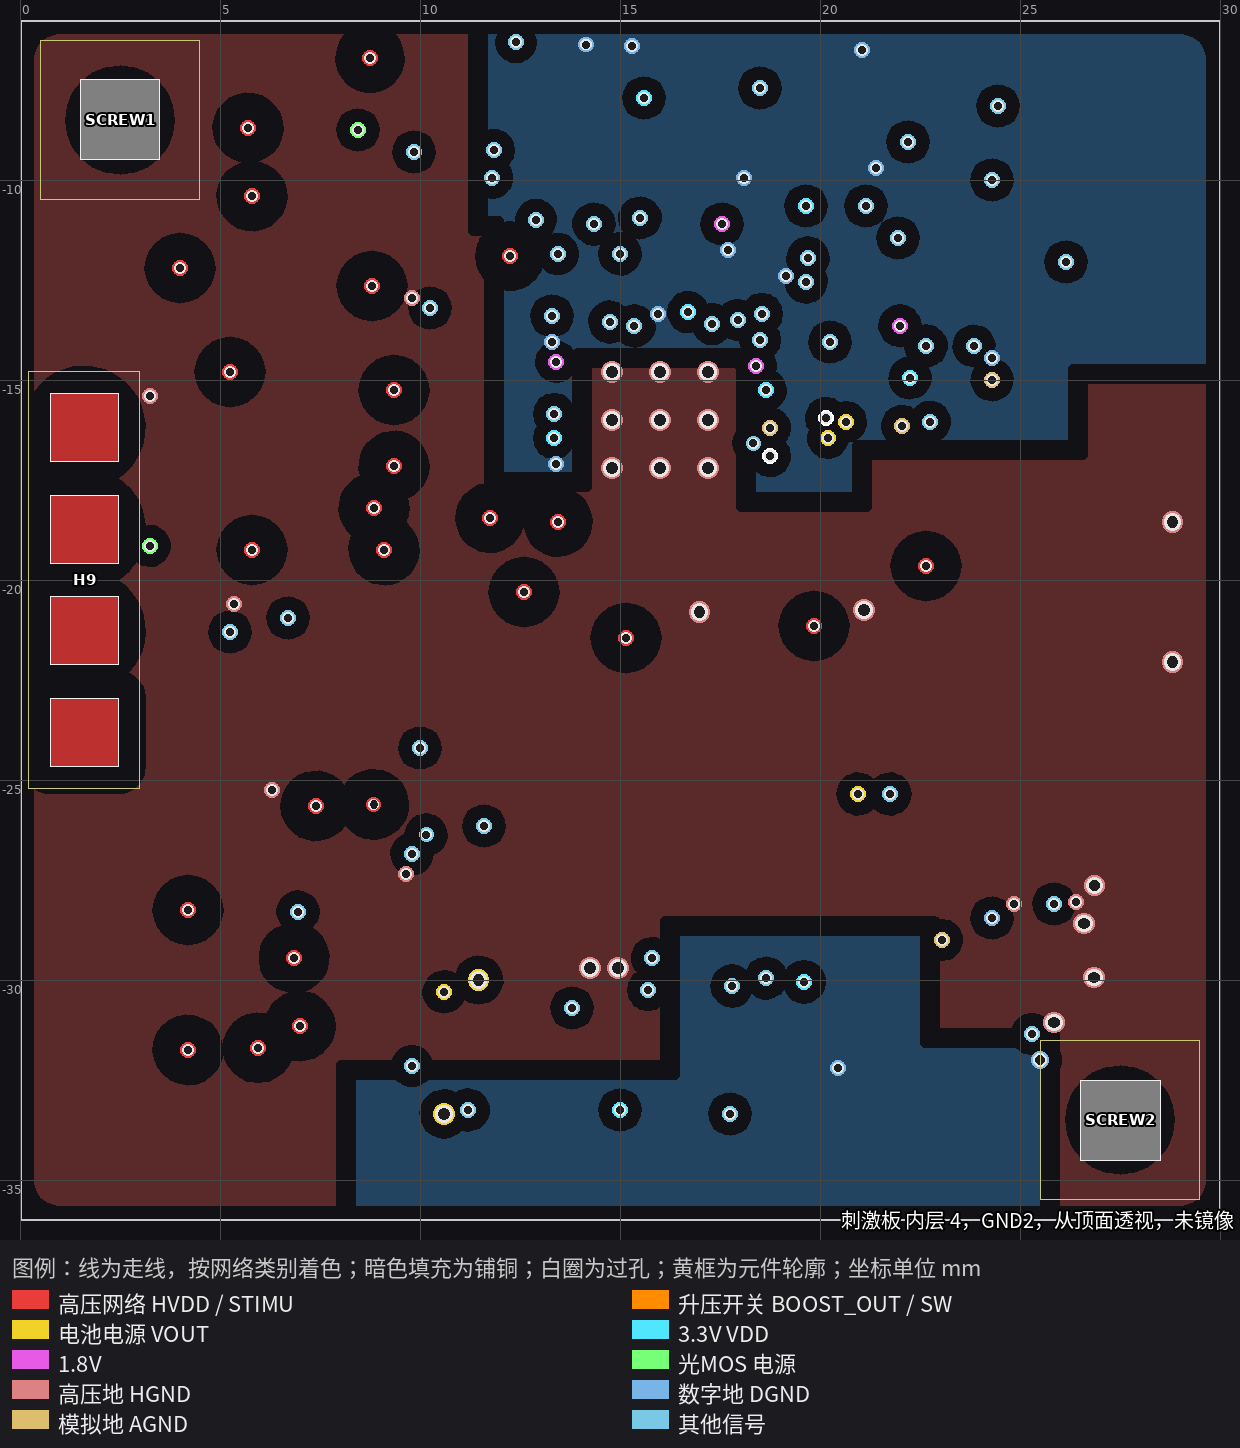 0 5 10 15 20 25 30
SCREW1
-10
-15
H9
-20
-25
-30
SCREW2
-35
刺激板 内层 4，GND2，从顶面透视，未镜像
图例：线为走线，按网络类别着色；暗色填充为铺铜；白圈为过孔；黄框为元件轮廓；坐标单位 mm
高压网络 HVDD / STIMU
升压开关 BOOST_OUT / SW
电池电源 VOUT
3.3V VDD
1.8V
光MOS 电源
高压地 HGND
数字地 DGND
模拟地 AGND
其他信号